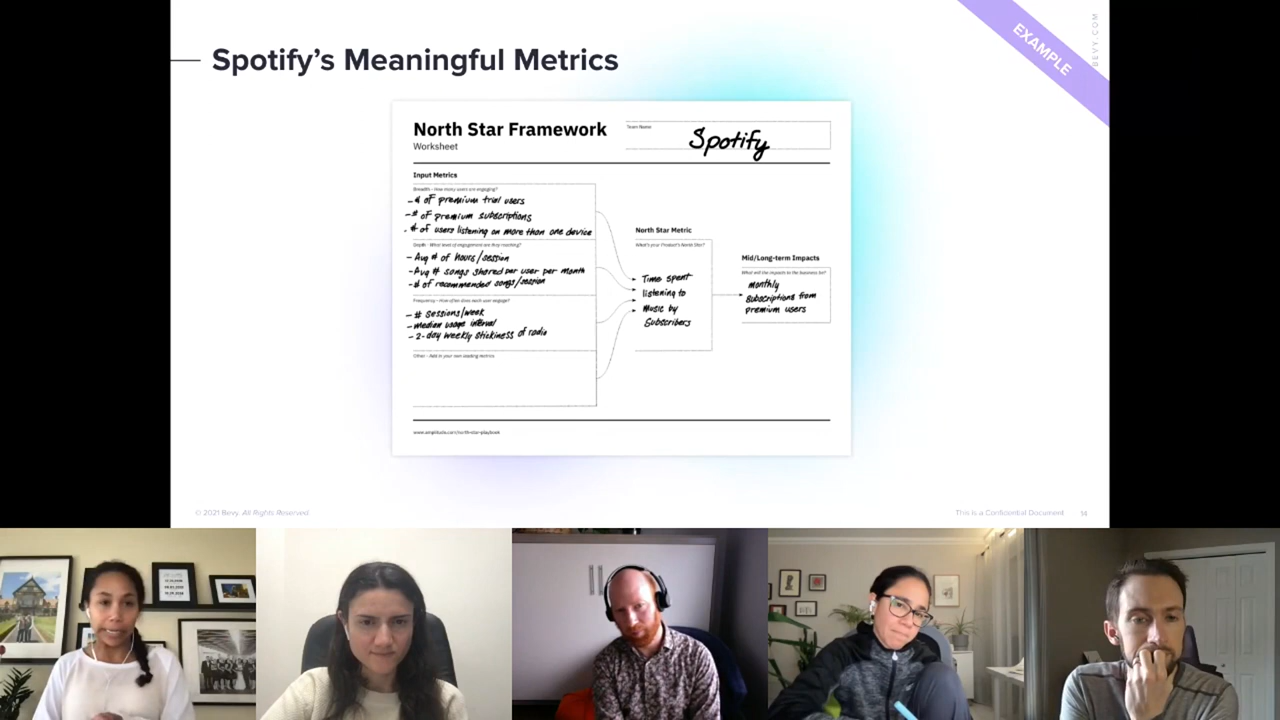 Spotify's Meaningful Metrics
EXAMPLE
BEVY.COM
North Star Framework
Worksheet
Team Name
Spotify
Input Metrics
Breadth - How many users are engaging?
- # of premium trial users
- # of premium subscriptions
- # of users listening on more than one device
Depth - What level of engagement are they reaching?
- Avg # of hours/session
- Avg # songs shared per user per month
- # of recommended songs/session
Frequency - How often does each user engage?
- # sessions/week
- median usage interval
- 2-day weekly stickiness of radio
Other - Add in your own leading metrics
North Star Metric
What's your Product's North Star?
Time spent
listening to
music by
Subscribers
Mid/Long-term Impacts
What will this impact in the business be?
monthly
subscriptions from
premium users
www.amplitude.com/north-star-playbook
© 2021 Bevy. All Rights Reserved.
This is a Confidential Document
14